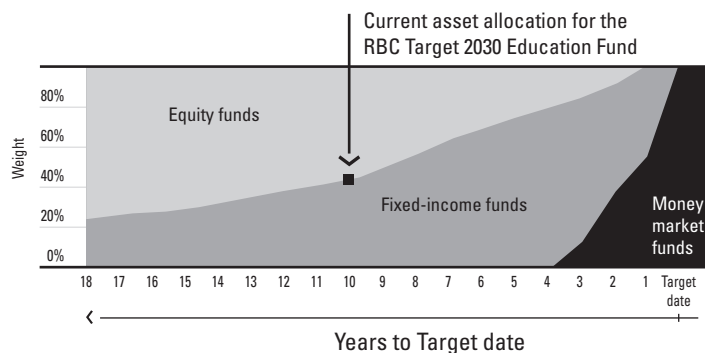 Current asset allocation for the
RBC Target 2030 Education Fund
Weight
80%
60%
40%
20%
0%
Equity funds
Fixed-income funds
Money
market
funds
18 17 16 15 14 13 12 11 10 9 8 7 6 5 4 3 2 1 Target
date
Years to Target date